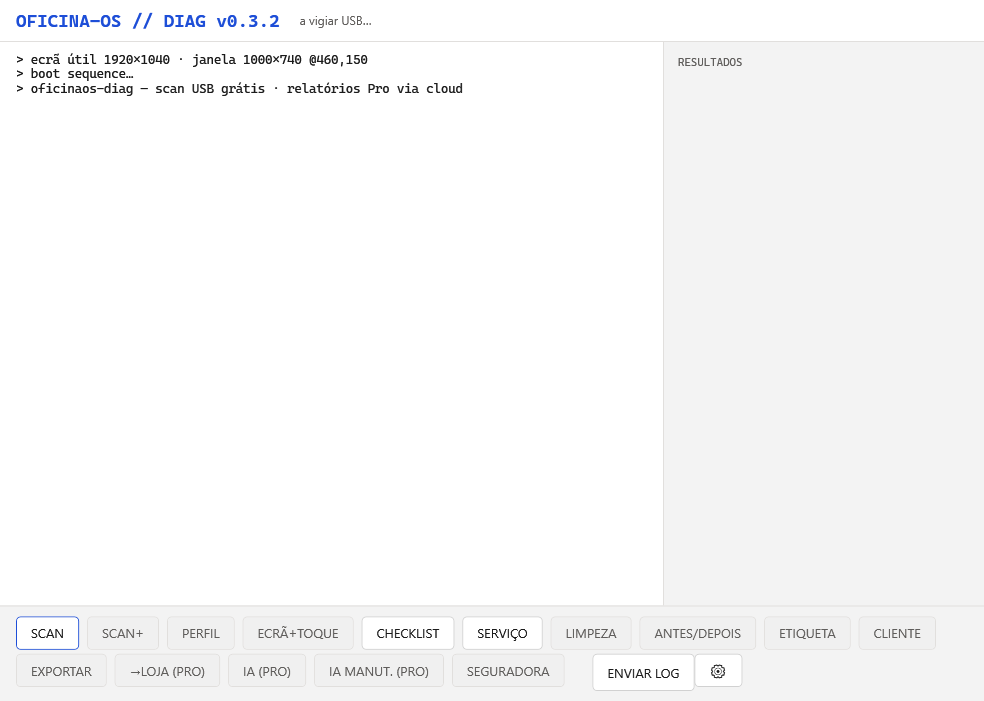 OFICINA-OS // DIAG v0.3.2 a vigiar USB...
> ecrã útil 1920×1040 · janela 1000×740 @460,150
> boot sequence…
> oficinaos-diag — scan USB grátis · relatórios Pro via cloud
RESULTADOS
SCAN SCAN+ PERFIL ECRÃ+TOQUE CHECKLIST SERVIÇO LIMPEZA ANTES/DEPOIS ETIQUETA CLIENTE
EXPORTAR →LOJA (PRO) IA (PRO) IA MANUT. (PRO) SEGURADORA ENVIAR LOG